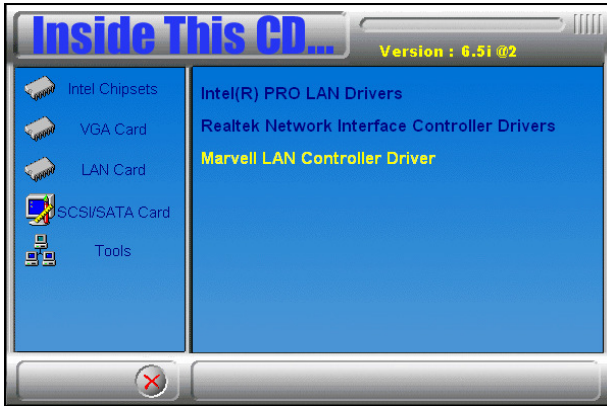 Inside This CD...
Version : 6.5i @2
Intel Chipsets
VGA Card
LAN Card
SCSI/SATA Card
Tools
Intel(R) PRO LAN Drivers
Realtek Network Interface Controller Drivers
Marvell LAN Controller Driver